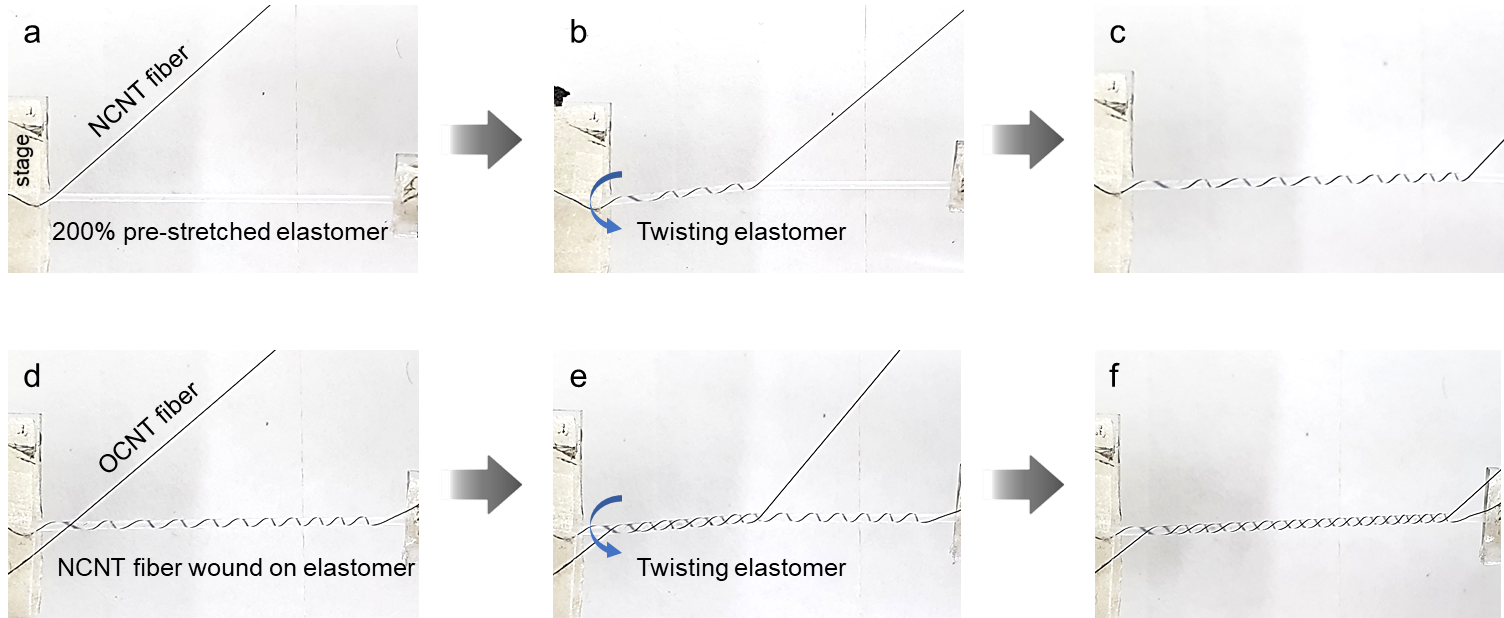 a
NCNT fiber
stage
200% pre-stretched elastomer
b
Twisting elastomer
c
d
OCNT fiber
NCNT fiber wound on elastomer
e
Twisting elastomer
f